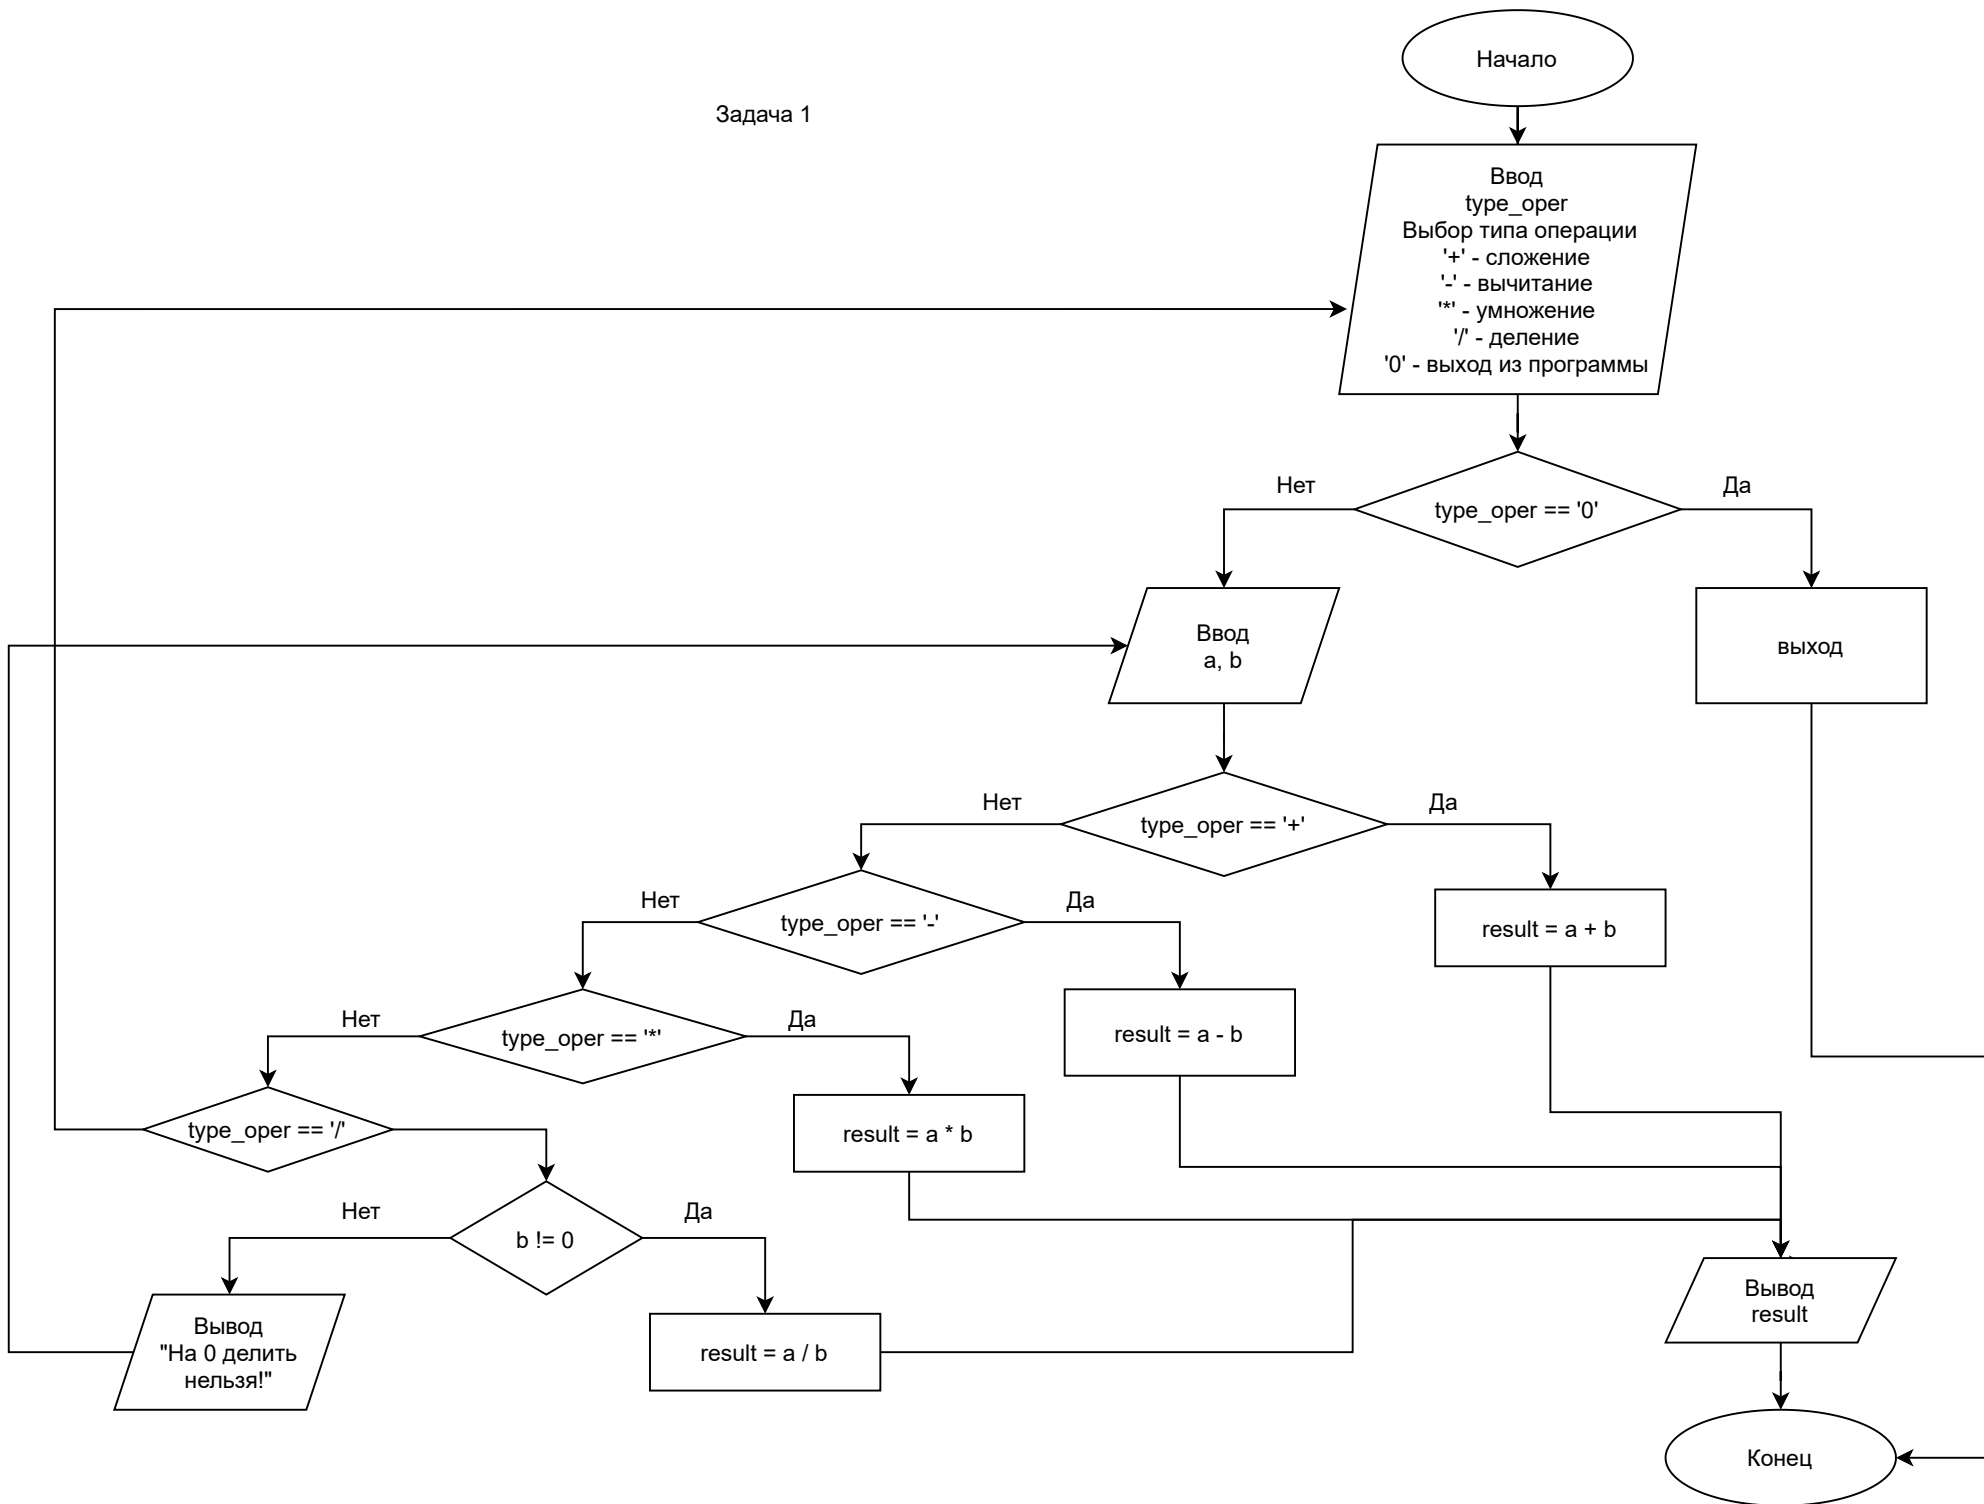 Начало
Задача 1
Ввод
type_oper
Выбор типа операции
'+' - сложение
'-' - вычитание
'*' - умножение
'/' - деление
'0' - выход из программы
Нет
Да
type_oper == '0'
Ввод
a, b
выход
Нет
Да
type_oper == '+'
Нет
Да
type_oper == '-'
result = a + b
Нет
Да
type_oper == '*'
result = a - b
type_oper == '/'
result = a * b
Нет
Да
b != 0
Вывод
"На 0 делить
нельзя!"
result = a / b
Вывод
result
Конец